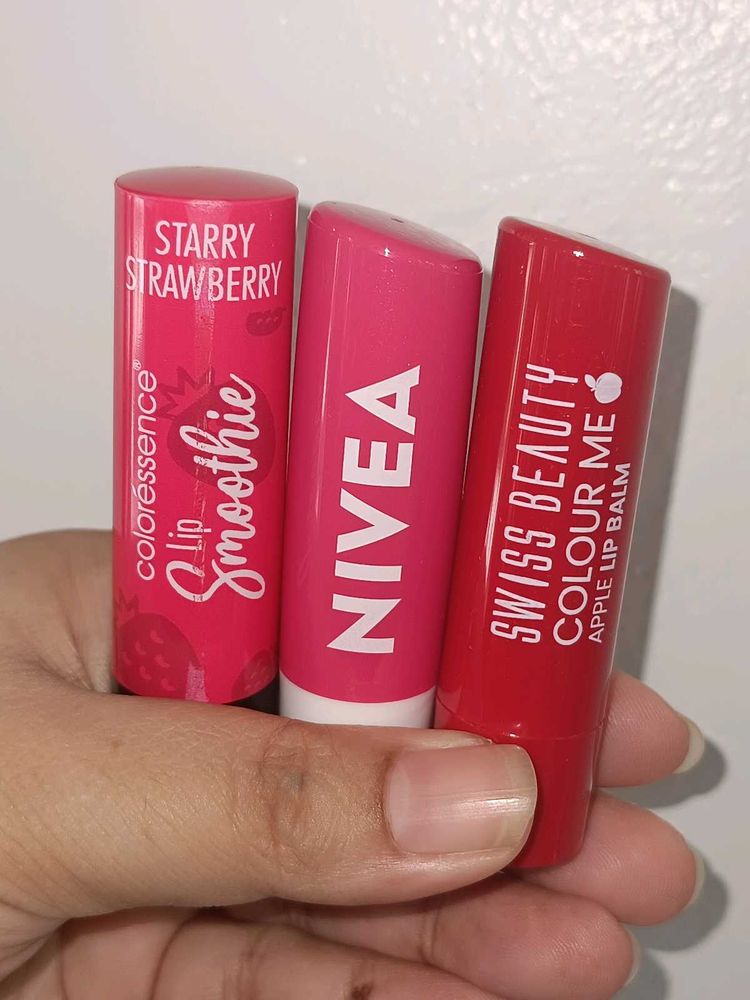 STARRY
STRAWBERRY
coloréssence®
Lip
Smoothie
NIVEA
SWISS BEAUTY
COLOUR ME
APPLE LIP BALM